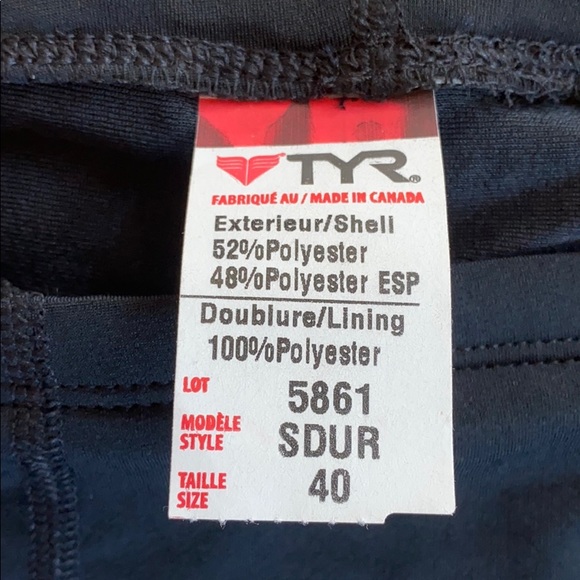 TYR®
FABRIQUÉ AU / MADE IN CANADA
Exterieur/Shell
52%Polyester
48%Polyester ESP
Doublure/Lining
100%Polyester
LOT 5861
MODÈLE
STYLE SDUR
TAILLE
SIZE 40